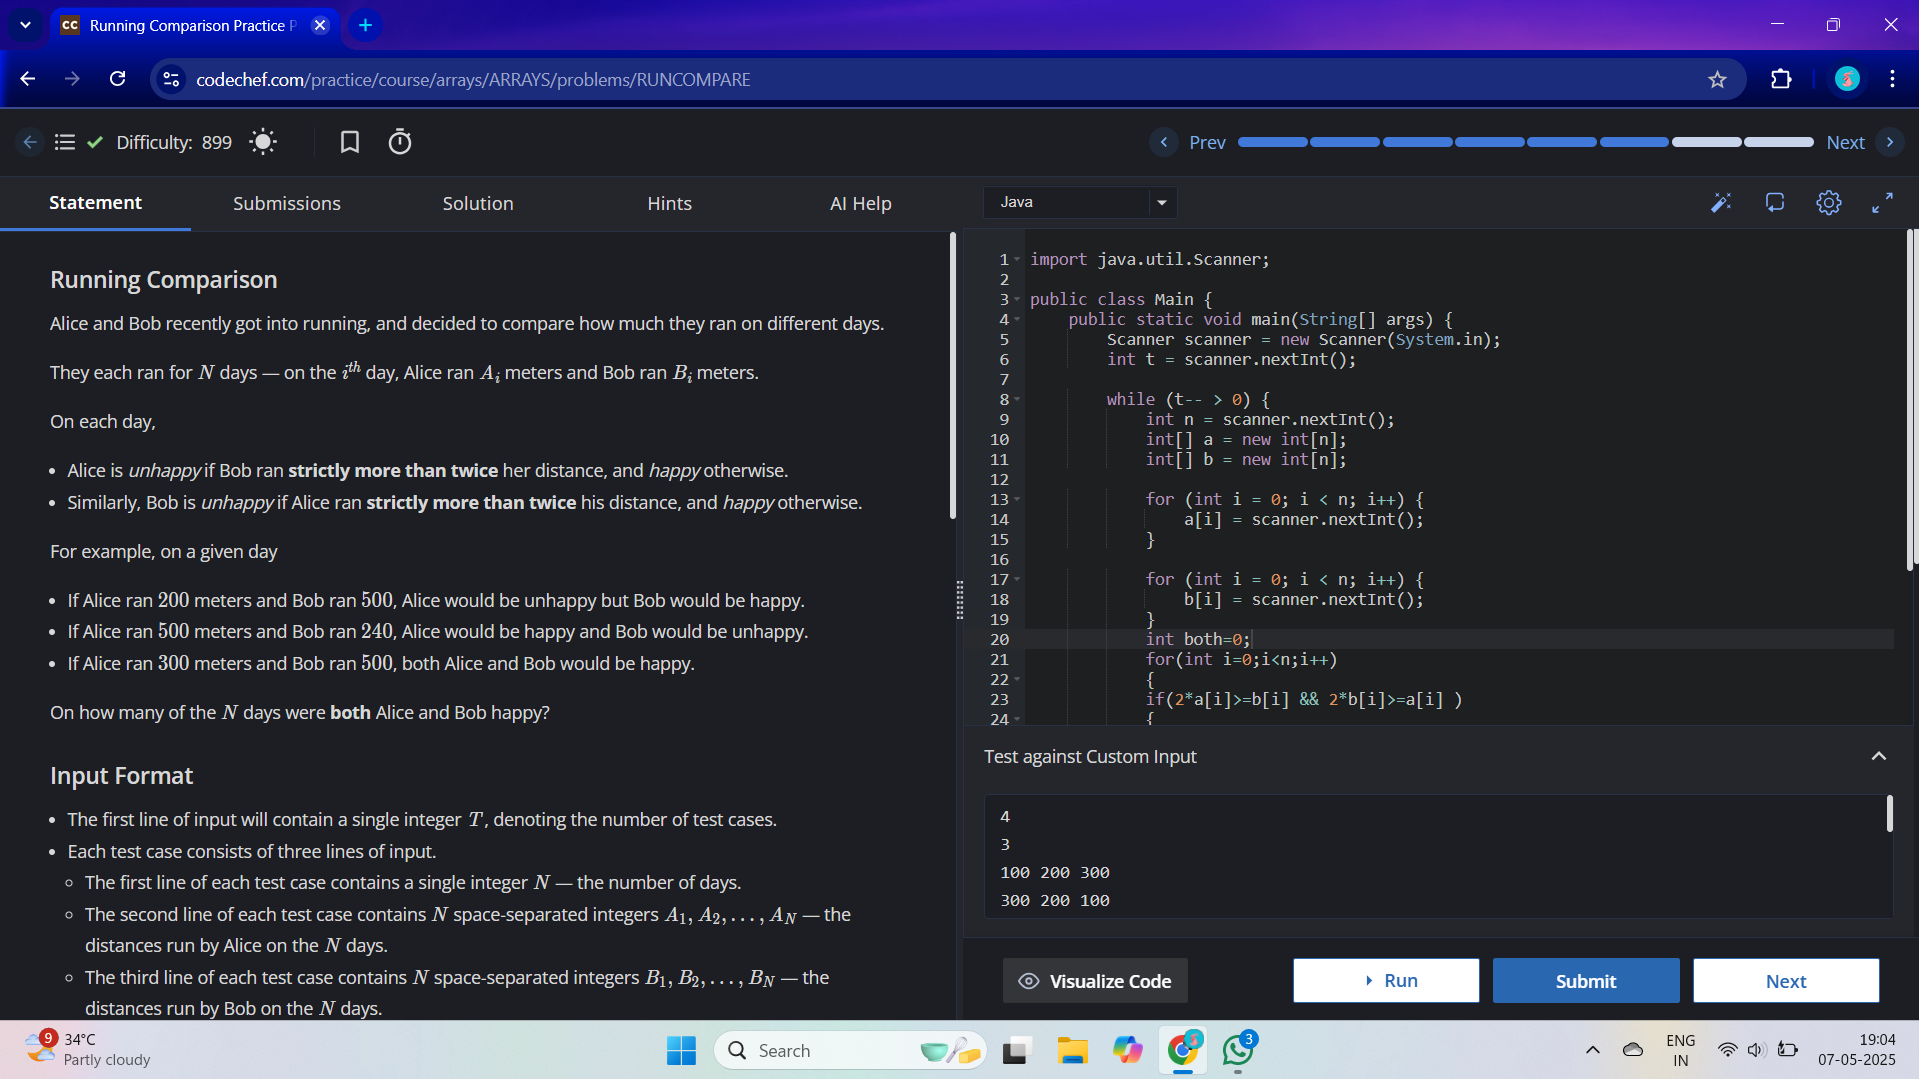 CC Running Comparison Practice P
codechef.com/practice/course/arrays/ARRAYS/problems/RUNCOMPARE
Difficulty: 899
Prev
Next
Statement
Submissions
Solution
Hints
AI Help
Java
Running Comparison
Alice and Bob recently got into running, and decided to compare how much they ran on different days.
They each ran for N days — on the i^th day, Alice ran A_i meters and Bob ran B_i meters.
On each day,
• Alice is unhappy if Bob ran strictly more than twice her distance, and happy otherwise.
• Similarly, Bob is unhappy if Alice ran strictly more than twice his distance, and happy otherwise.
For example, on a given day
• If Alice ran 200 meters and Bob ran 500, Alice would be unhappy but Bob would be happy.
• If Alice ran 500 meters and Bob ran 240, Alice would be happy and Bob would be unhappy.
• If Alice ran 300 meters and Bob ran 500, both Alice and Bob would be happy.
On how many of the N days were both Alice and Bob happy?
Input Format
• The first line of input will contain a single integer T, denoting the number of test cases.
• Each test case consists of three lines of input.
◦ The first line of each test case contains a single integer N — the number of days.
◦ The second line of each test case contains N space-separated integers A_1, A_2, ..., A_N — the
distances run by Alice on the N days.
◦ The third line of each test case contains N space-separated integers B_1, B_2, ..., B_N — the
distances run by Bob on the N days.
1 import java.util.Scanner;
2
3 public class Main {
4     public static void main(String[] args) {
5         Scanner scanner = new Scanner(System.in);
6         int t = scanner.nextInt();
7
8         while (t-- > 0) {
9             int n = scanner.nextInt();
10             int[] a = new int[n];
11             int[] b = new int[n];
12
13             for (int i = 0; i < n; i++) {
14                 a[i] = scanner.nextInt();
15             }
16
17             for (int i = 0; i < n; i++) {
18                 b[i] = scanner.nextInt();
19             }
20             int both=0;
21             for(int i=0;i<n;i++)
22             {
23             if(2*a[i]>=b[i] && 2*b[i]>=a[i] )
24             {
Test against Custom Input
4
3
100 200 300
300 200 100
Visualize Code
Run
Submit
Next
9
34°C
Partly cloudy
Search
3
ENG
IN
19:04
07-05-2025